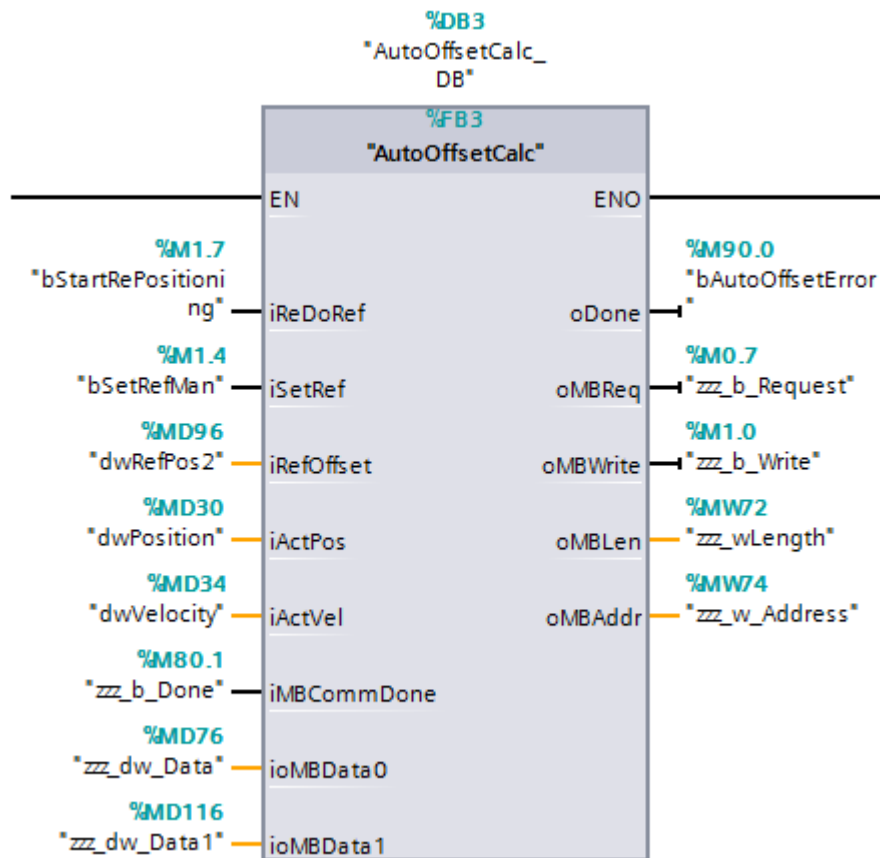 %DB3
"AutoOffsetCalc_
DB"
%FB3
"AutoOffsetCalc"
EN ENO
%M1.7 %M90.0
"bStartRePositioni "bAutoOffsetError
ng" iReDoRef oDone "
%M1.4 %M0.7
"bSetRefMan" iSetRef oMBReq "zzz_b_Request"
%MD96 %M1.0
"dwRefPos2" iRefOffset oMBWrite "zzz_b_Write"
%MD30 %MW72
"dwPosition" iActPos oMBLen "zzz_wLength"
%MD34 %MW74
"dwVelocity" iActVel oMBAddr "zzz_w_Address"
%M80.1
"zzz_b_Done" iMBCommDone
%MD76
"zzz_dw_Data" ioMBData0
%MD116
"zzz_dw_Data1" ioMBData1